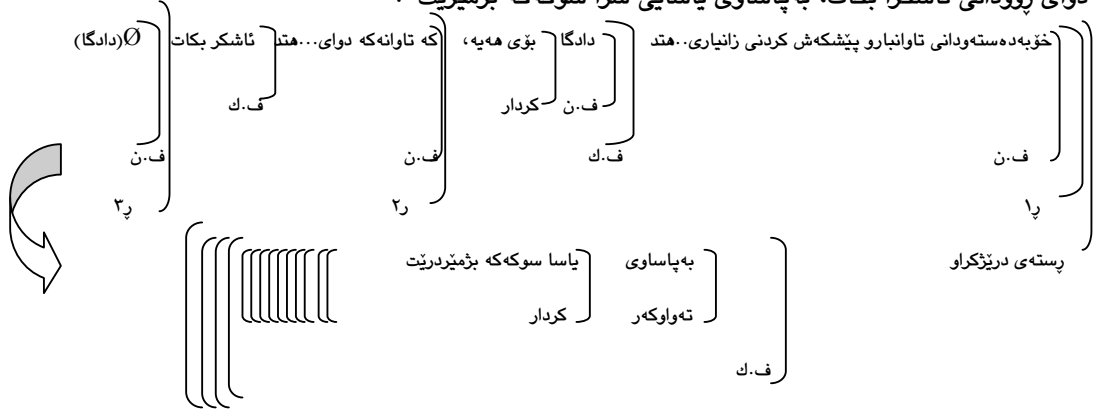 دوای ڕوودانی ئاشکرا بکات، بەپاساوی یاسایی سزا سوکەکە بژمێرێت .
خۆبەدەستەودانی تاوانبارو پێشکەش کردنی زانیاری..هتد دادگا بۆی هەیە، کە تاوانەکە دوای...هتد ئاشکر بکات Ø(دادگا)
ف.ن کردار ف.ك
ف.ن ف.ك ف.ن ف.ن
ڕ١ ڕ٢ ڕ٣
ڕستەی درێژکراو بەپاساوی یاسا سوکەکە بژمێردرێت
تەواوکەر کردار
ف.ك